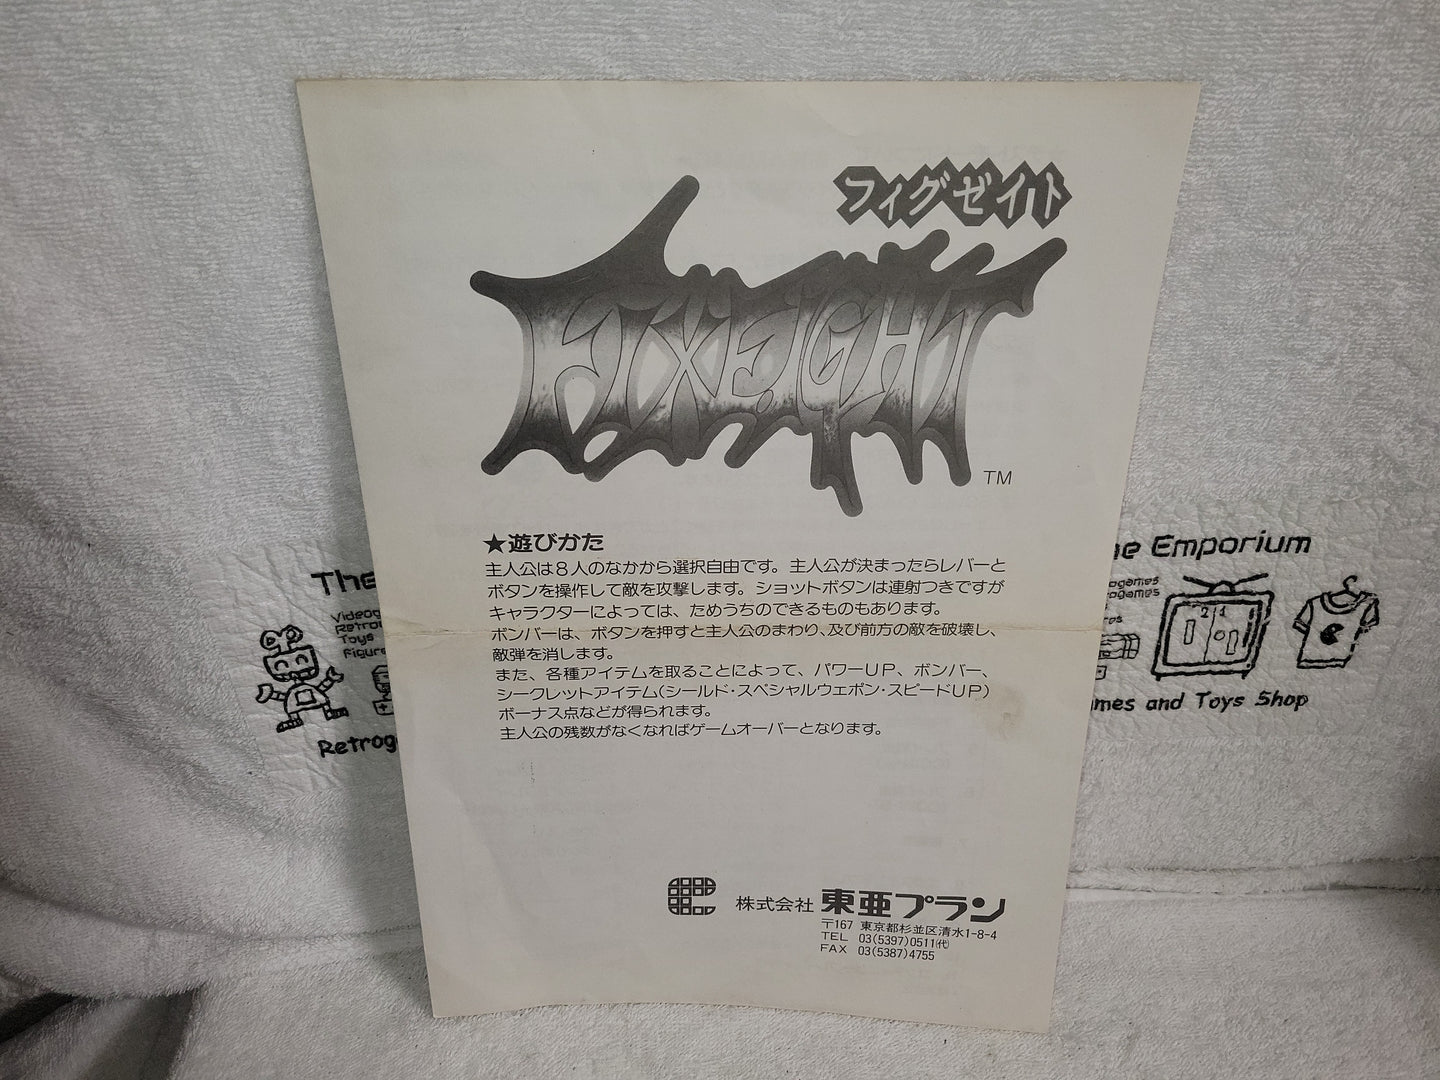 フィグゼイト
FIXEIGHT
TM
★遊びかた
主人公は8人のなかから選択自由です。主人公が決まったらレバーと
ボタンを操作して敵を攻撃します。ショットボタンは連射つきですが
キャラクターによっては、ためうちのできるものもあります。
ボンバーは、ボタンを押すと主人公のまわり、及び前方の敵を破壊し、
敵弾を消します。
また、各種アイテムを取ることによって、パワーUP、ボンバー、
シークレットアイテム(シールド・スペシャルウェポン・スピードUP)
ボーナス点などが得られます。
主人公の残数がなくなればゲームオーバーとなります。
株式会社 東亜プラン
〒167 東京都杉並区清水1-8-4
TEL 03(5397)0511(代)
FAX 03(5387)4755
The
Toys
Emporium
ogames
Games and Toys Shop